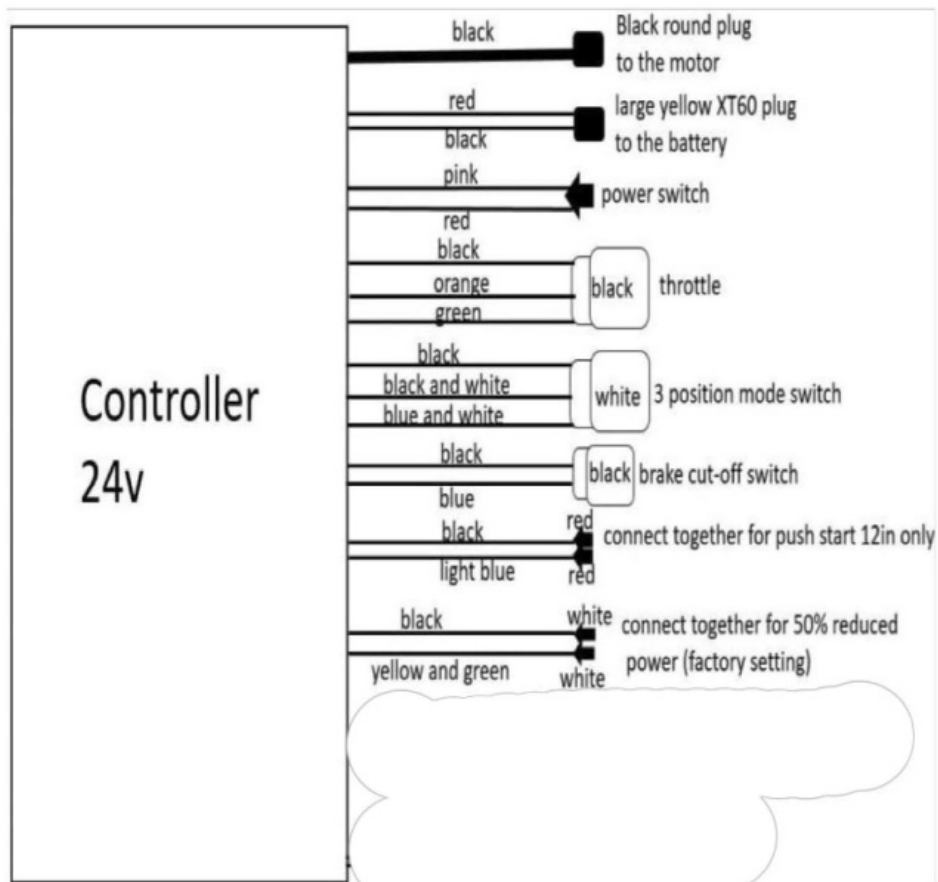 black
Black round plug
to the motor
red
large yellow XT60 plug
black
to the battery
pink
power switch
red
black
orange
black
throttle
green
black
black and white
white
3 position mode switch
blue and white
Controller
24v
black
black
brake cut-off switch
blue
black
red
connect together for push start 12in only
light blue
red
black
white
connect together for 50% reduced
power (factory setting)
yellow and green
white